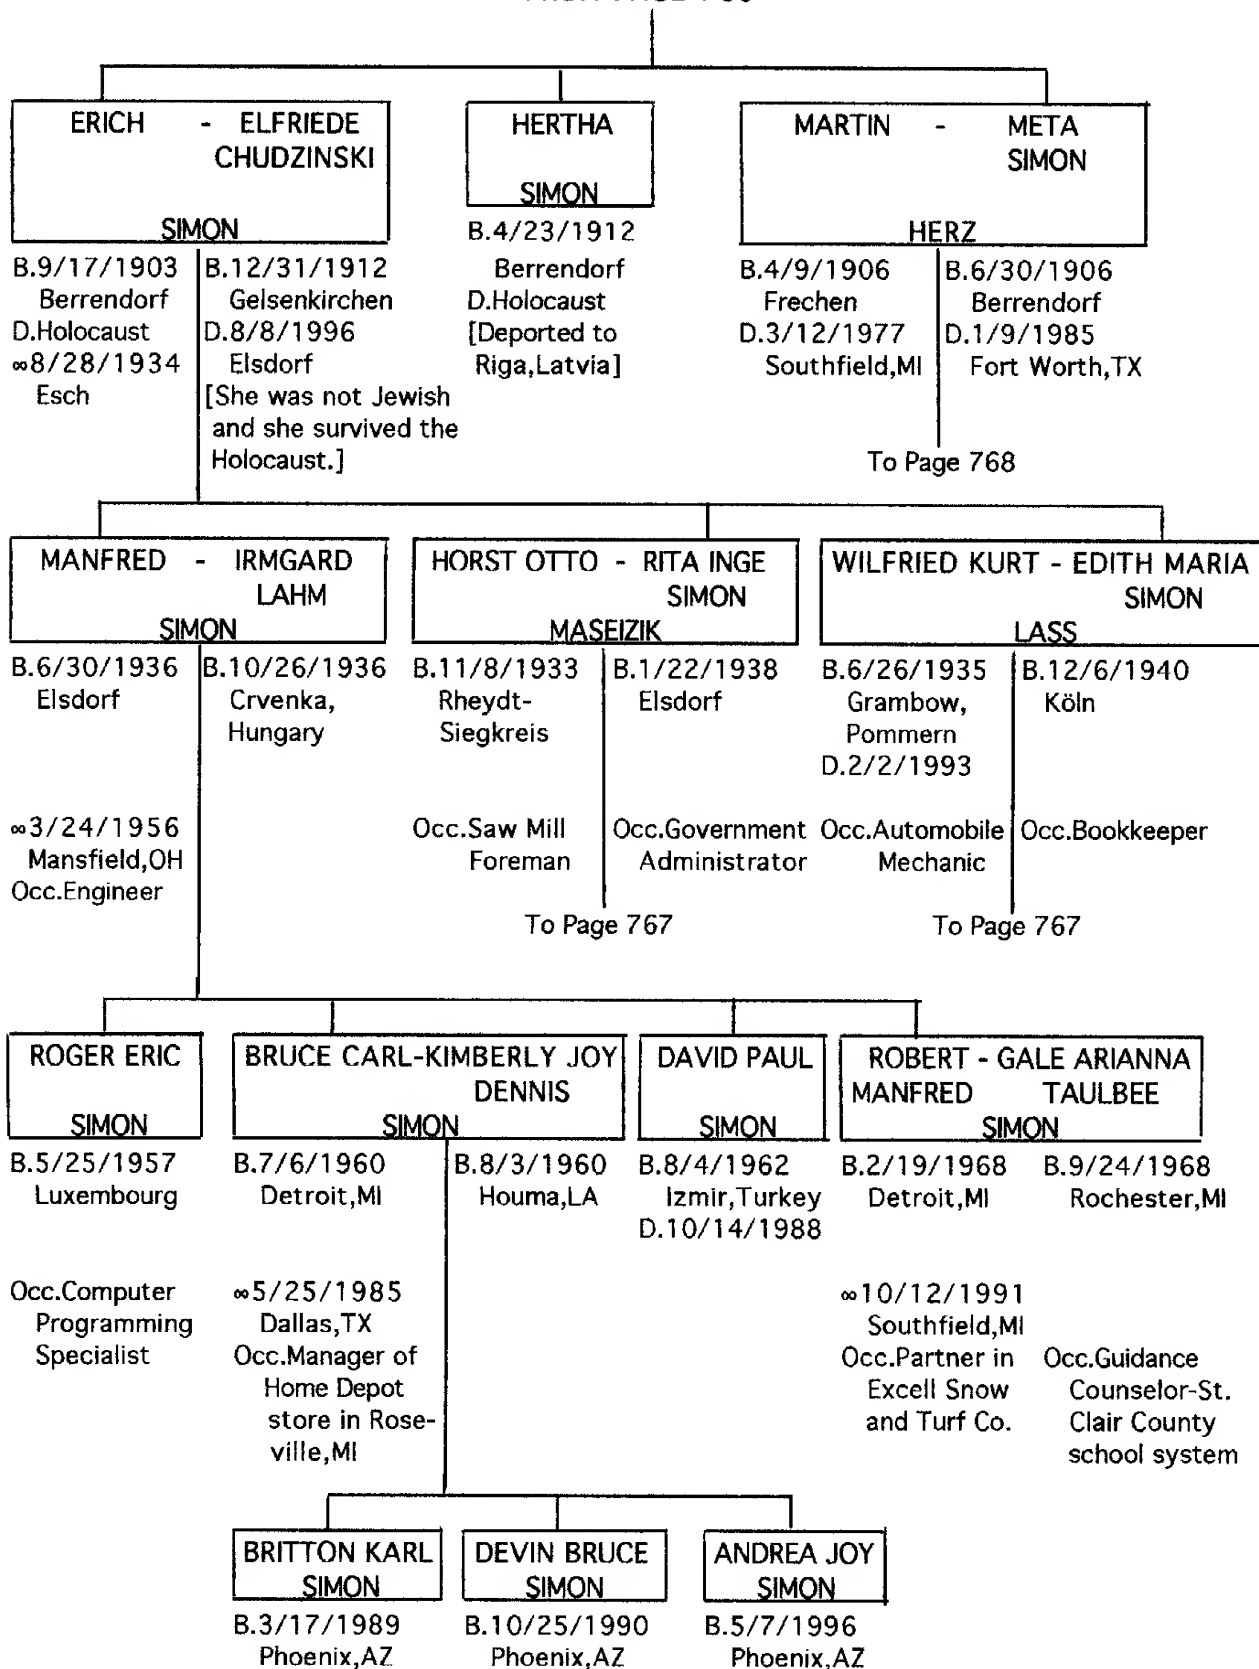 ERICH - ELFRIEDE
CHUDZINSKI
SIMON
B.9/17/1903
Berrendorf
D.Holocaust
∞8/28/1934
Esch
B.12/31/1912
Gelsenkirchen
D.8/8/1996
Elsdorf
[She was not Jewish
and she survived the
Holocaust.]
HERTHA
SIMON
B.4/23/1912
Berrendorf
D.Holocaust
[Deported to
Riga,Latvia]
MARTIN - META
SIMON
HERZ
B.4/9/1906
Frechen
D.3/12/1977
Southfield,MI
B.6/30/1906
Berrendorf
D.1/9/1985
Fort Worth,TX
To Page 768
MANFRED - IRMGARD
LAHM
SIMON
B.6/30/1936
Elsdorf
∞3/24/1956
Mansfield,OH
Occ.Engineer
B.10/26/1936
Crvenka,
Hungary
HORST OTTO - RITA INGE
SIMON
MASEIZIK
B.11/8/1933
Rheydt-
Siegkreis
Occ.Saw Mill
Foreman
B.1/22/1938
Elsdorf
Occ.Government
Administrator
To Page 767
WILFRIED KURT - EDITH MARIA
SIMON
LASS
B.6/26/1935
Grambow,
Pommern
D.2/2/1993
Occ.Automobile
Mechanic
B.12/6/1940
Köln
Occ.Bookkeeper
To Page 767
ROGER ERIC
SIMON
B.5/25/1957
Luxembourg
Occ.Computer
Programming
Specialist
BRUCE CARL-KIMBERLY JOY
DENNIS
SIMON
B.7/6/1960
Detroit,MI
∞5/25/1985
Dallas,TX
Occ.Manager of
Home Depot
store in Rose-
ville,MI
B.8/3/1960
Houma,LA
DAVID PAUL
SIMON
B.8/4/1962
Izmir,Turkey
D.10/14/1988
ROBERT - GALE ARIANNA
MANFRED TAULBEE
SIMON
B.2/19/1968
Detroit,MI
∞10/12/1991
Southfield,MI
Occ.Partner in
Excell Snow
and Turf Co.
B.9/24/1968
Rochester,MI
Occ.Guidance
Counselor-St.
Clair County
school system
BRITTON KARL
SIMON
B.3/17/1989
Phoenix,AZ
DEVIN BRUCE
SIMON
B.10/25/1990
Phoenix,AZ
ANDREA JOY
SIMON
B.5/7/1996
Phoenix,AZ